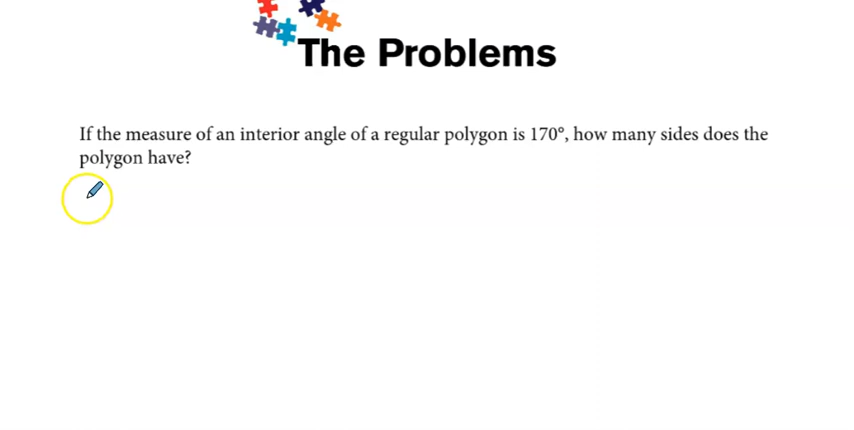 The Problems
If the measure of an interior angle of a regular polygon is 170°, how many sides does the
polygon have?